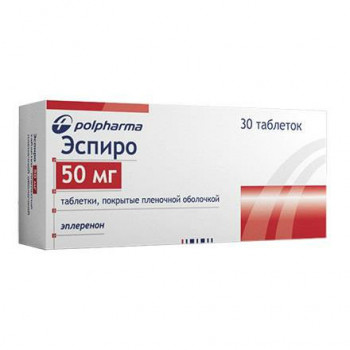 polpharma
30 таблеток
Эспиро
50 мг
таблетки, покрытые пленочной оболочкой
эплеренон